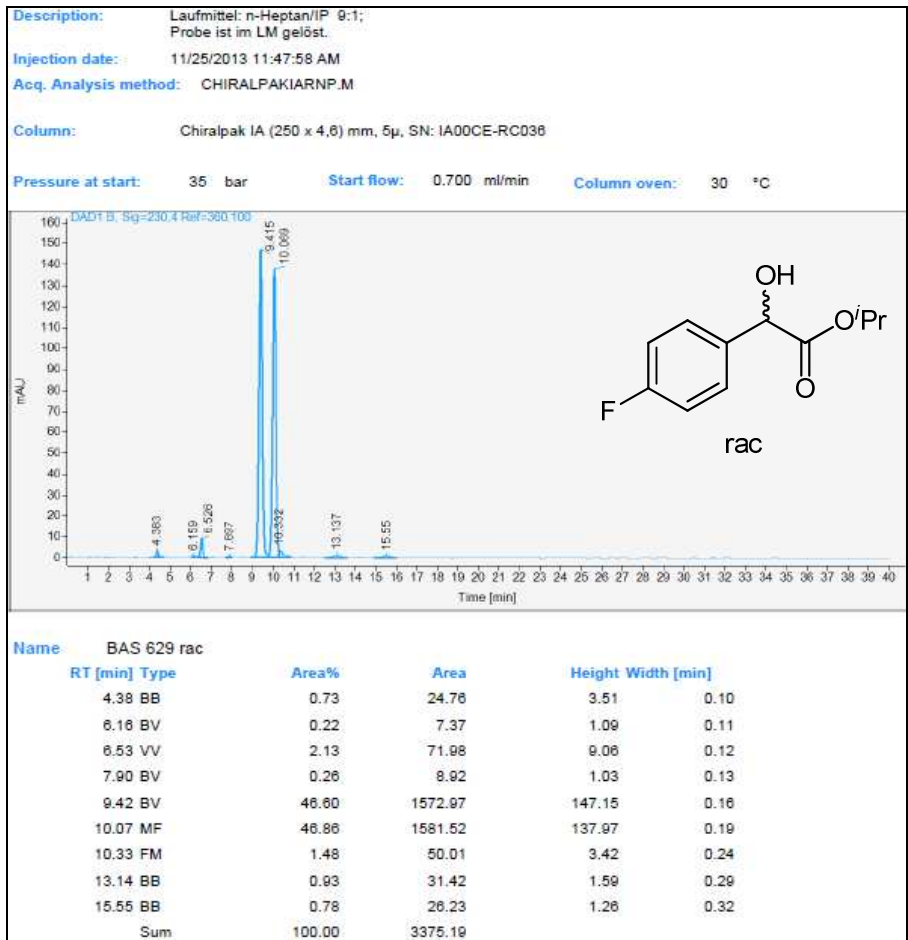 Description: Laufmittel: n-Heptan/IP 9:1;
Probe ist im LM gelöst.
Injection date: 11/25/2013 11:47:58 AM
Acq. Analysis method: CHIRALPAKIARNP.M
Column: Chiralpak IA (250 x 4,6) mm, 5µ, SN: IA00CE-RC036
Pressure at start: 35 bar Start flow: 0.700 ml/min Column oven: 30 °C
DAD1 B, Sig=230,4 Ref=360,100
mAU
160
150
140
130
120
110
100
90
80
70
60
50
40
30
20
10
0
4.383
6.159
6.526
7.897
9.415
10.069
10.332
13.137
15.55
1 2 3 4 5 6 7 8 9 10 11 12 13 14 15 16 17 18 19 20 21 22 23 24 25 26 27 28 29 30 31 32 33 34 35 36 37 38 39 40
Time [min]
OH
OiPr
O
F
rac
Name BAS 629 rac
RT [min] Type Area% Area Height Width [min]
4.38 BB 0.73 24.76 3.51 0.10
6.16 BV 0.22 7.37 1.09 0.11
6.53 VV 2.13 71.98 9.06 0.12
7.90 BV 0.26 8.92 1.03 0.13
9.42 BV 46.60 1572.97 147.15 0.16
10.07 MF 46.86 1581.52 137.97 0.19
10.33 FM 1.48 50.01 3.42 0.24
13.14 BB 0.93 31.42 1.59 0.29
15.55 BB 0.78 26.23 1.26 0.32
Sum 100.00 3375.19